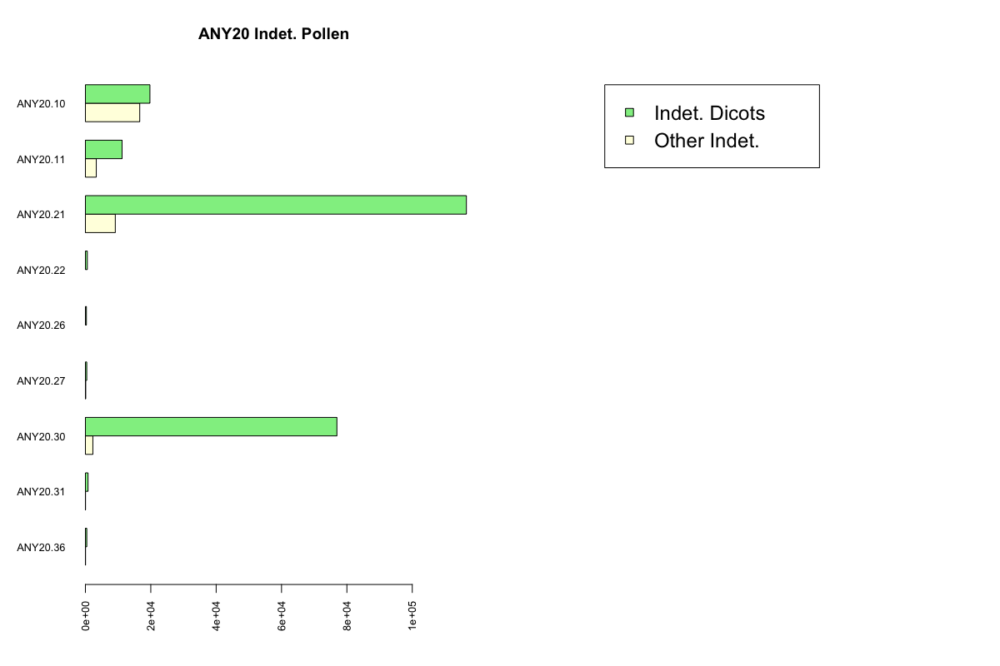 ANY20 Indet. Pollen
ANY20.10
ANY20.11
ANY20.21
ANY20.22
ANY20.26
ANY20.27
ANY20.30
ANY20.31
ANY20.36
0e+00
2e+04
4e+04
6e+04
8e+04
1e+05
Indet. Dicots
Other Indet.